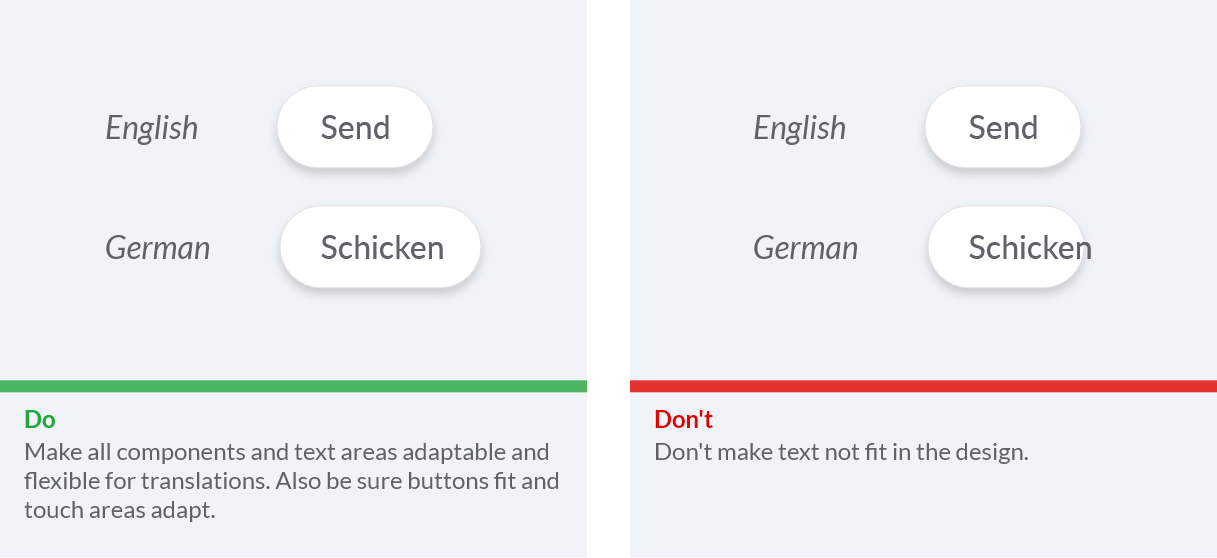 English
Send
German
Schicken
Do
Make all components and text areas adaptable and
flexible for translations. Also be sure buttons fit and
touch areas adapt.
English
Send
German
Schicken
Don't
Don't make text not fit in the design.